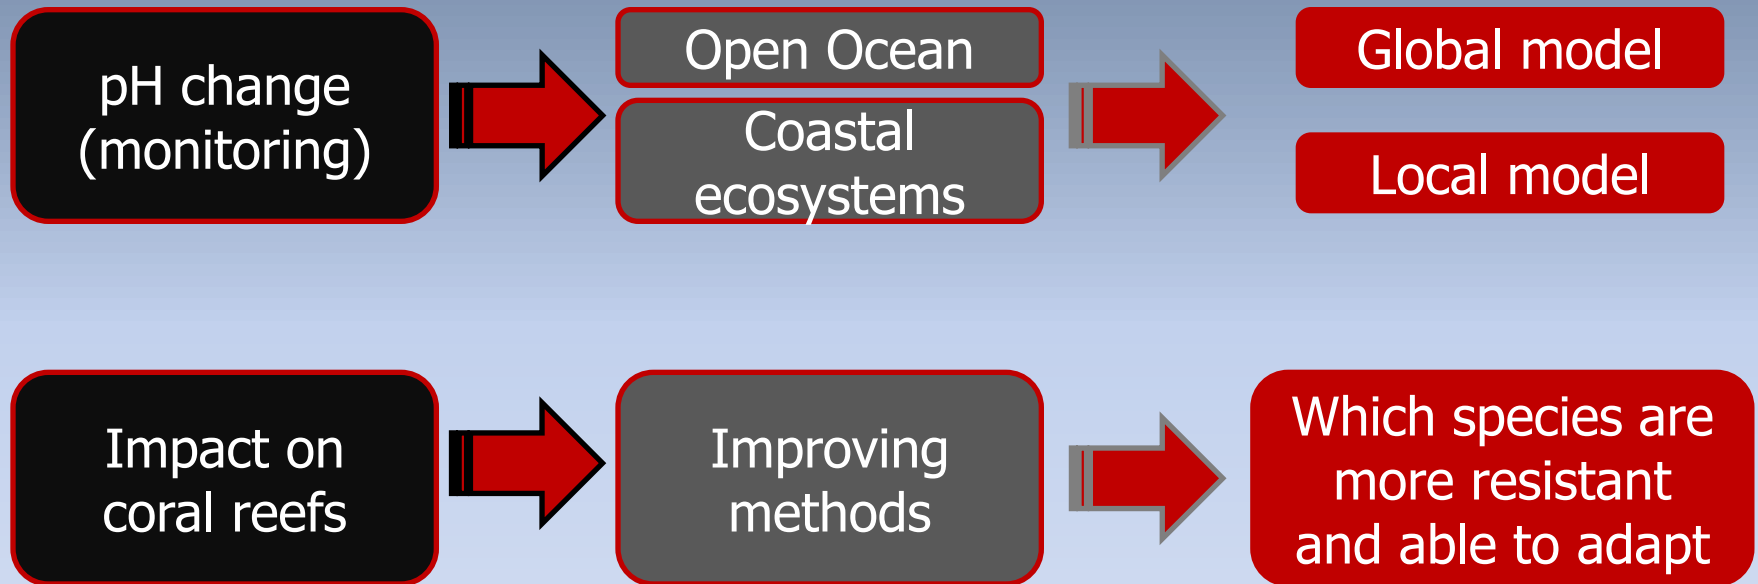 pH change
(monitoring)
Open Ocean
Coastal
ecosystems
Global model
Local model
Impact on
coral reefs
Improving
methods
Which species are
more resistant
and able to adapt